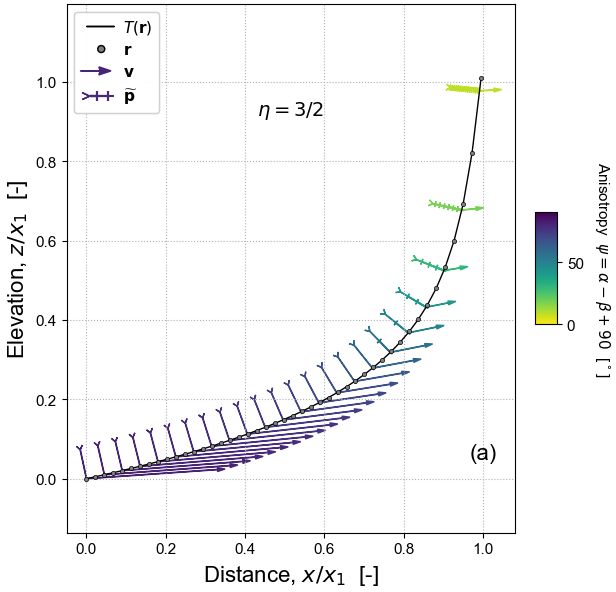 T(r)
r
v
p̃
η = 3/2
(a)
1.0
0.8
0.6
0.4
0.2
0.0
Elevation, z/x₁ [-]
0.0 0.2 0.4 0.6 0.8 1.0
Distance, x/x₁ [-]
50
0
Anisotropy ψ = α − β + 90 [°]